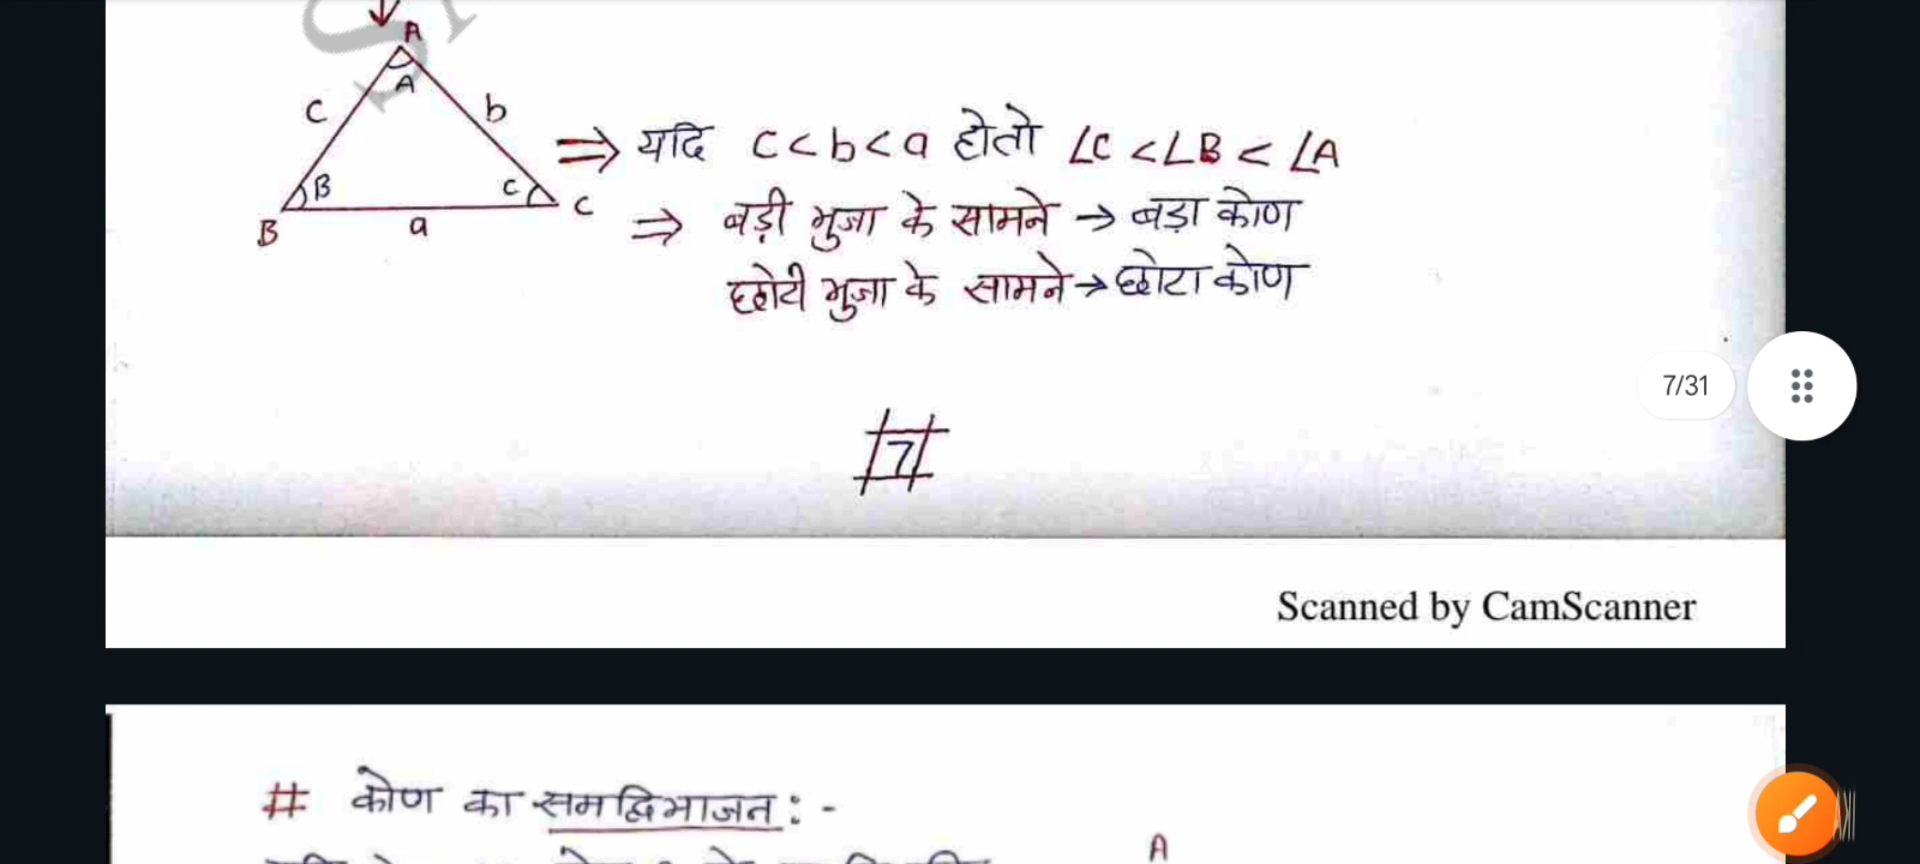 A
A
c
b
⇒ यदि c<b<a होतो ∠C <∠B < ∠A
B
C
C
B
a
⇒ बड़ी भुजा के सामने → बड़ा कोण
छोटी भुजा के सामने → छोटा कोण
7/31
7
Scanned by CamScanner
# कोण का समद्विभाजन : -
A